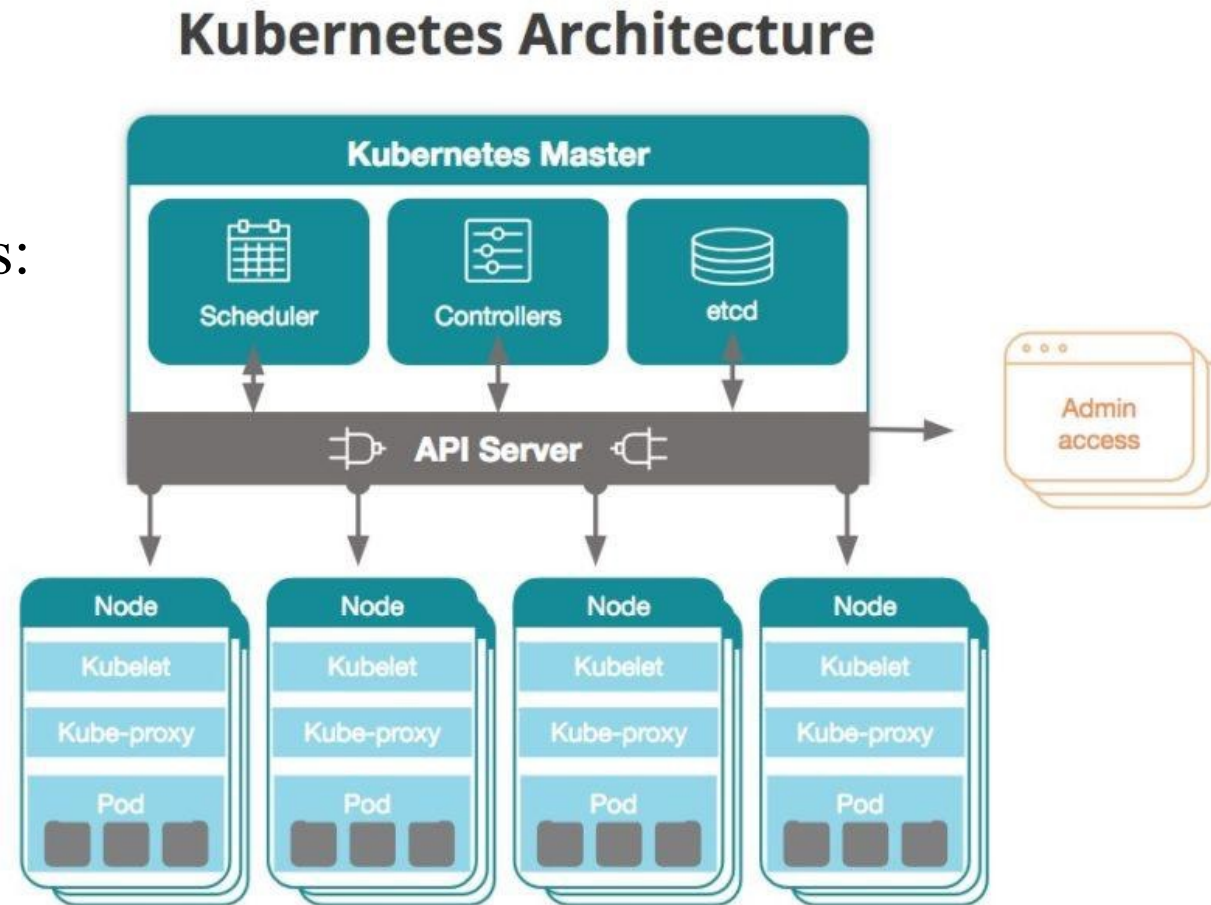 Kubernetes Architecture
s:
Kubernetes Master
Scheduler
Controllers
etcd
API Server
Admin
access
Node
Kubelet
Kube-proxy
Pod
Node
Kubelet
Kube-proxy
Pod
Node
Kubelet
Kube-proxy
Pod
Node
Kubelet
Kube-proxy
Pod